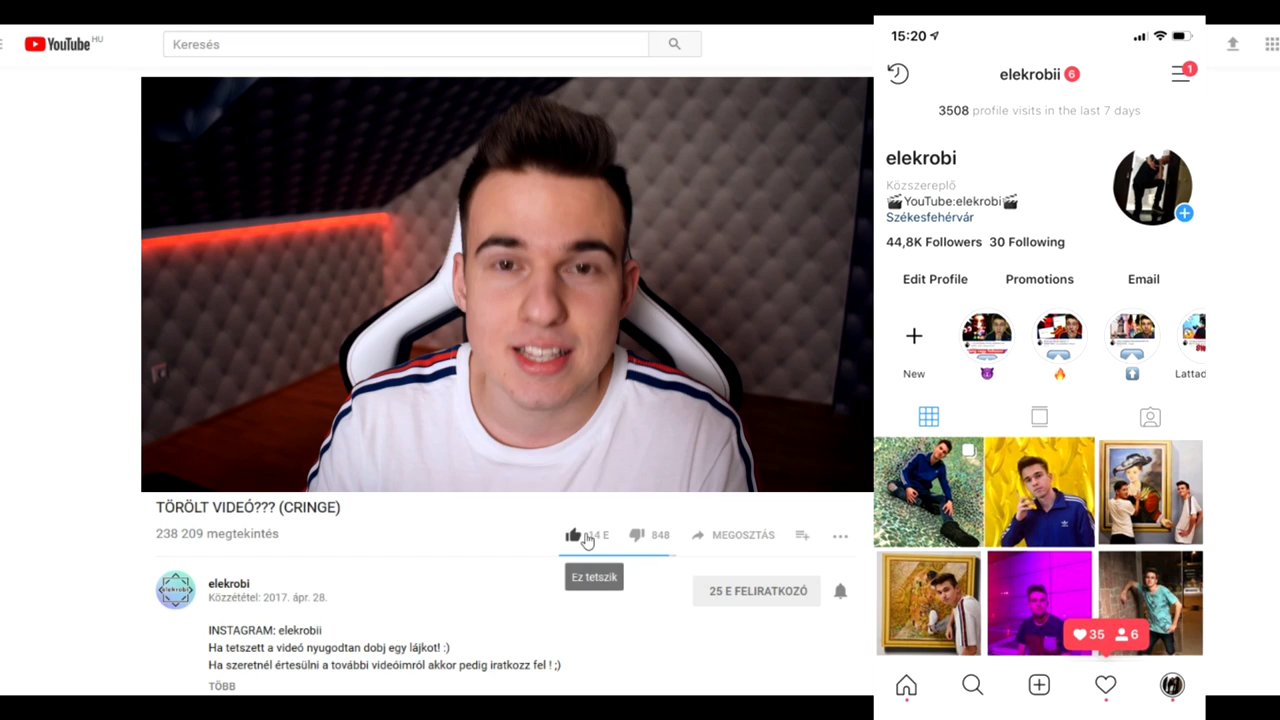 YouTube HU
Keresés
TÖRÖLT VIDEÓ??? (CRINGE)
238 209 megtekintés
14 E
848
MEGOSZTÁS
Ez tetszik
elekrobi
Közzététel: 2017. ápr. 28.
25 E FELIRATKOZÓ
INSTAGRAM: elekrobii
Ha tetszett a videó nyugodtan dobj egy lájkot! :)
Ha szeretnél értesülni a további videóimról akkor pedig iratkozz fel ! ;)
TÖBB
15:20
elekrobii 6
1
3508 profile visits in the last 7 days
elekrobi
Közszereplő
YouTube:elekrobi
Székesfehérvár
44,8K Followers 30 Following
Edit Profile Promotions Email
New
Lattad
35 6